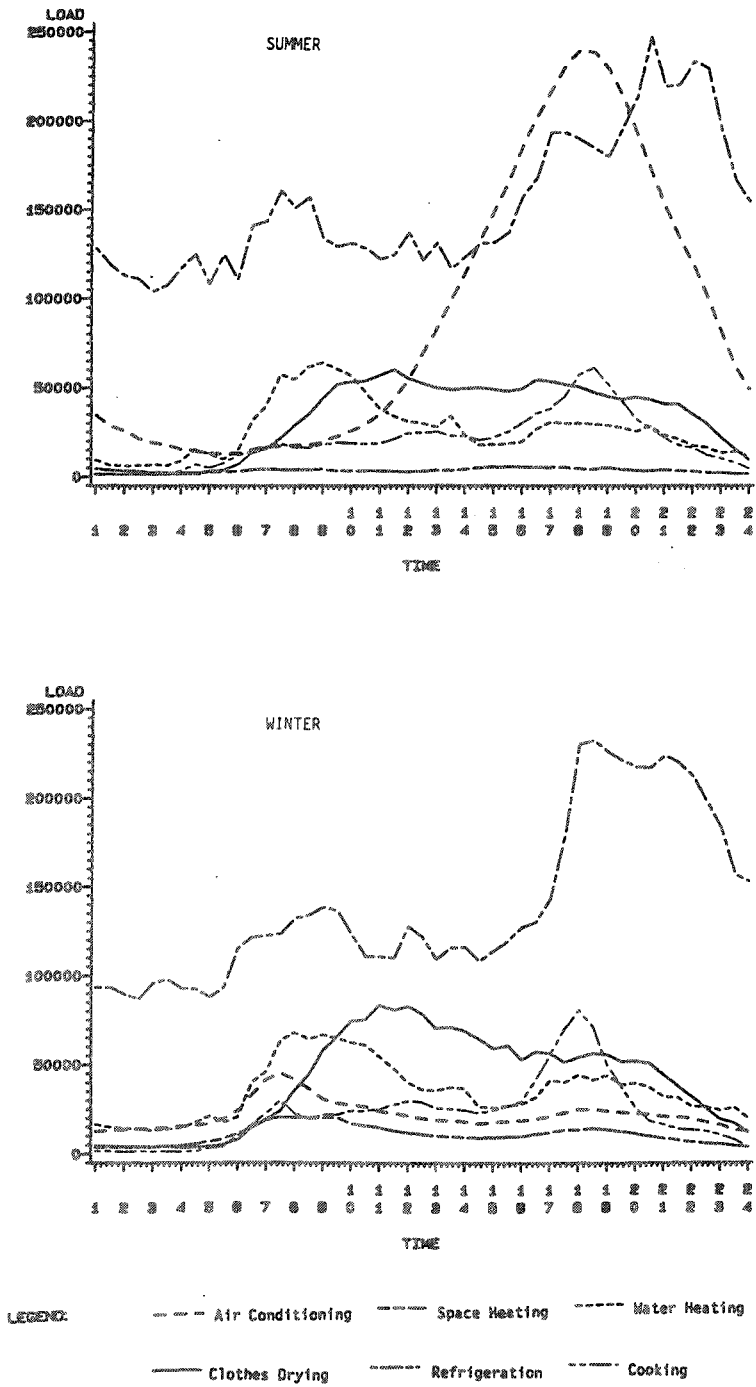 LOAD
250000
SUMMER
200000
150000
100000
50000
0
1 2 3 4 5 6 7 8 9 10 11 12 13 14 15 16 17 18 19 20 21 22 23 24
TIME
LOAD
250000
WINTER
200000
150000
100000
50000
0
1 2 3 4 5 6 7 8 9 10 11 12 13 14 15 16 17 18 19 20 21 22 23 24
TIME
LEGEND: Air Conditioning Space Heating Water Heating
Clothes Drying Refrigeration Cooking